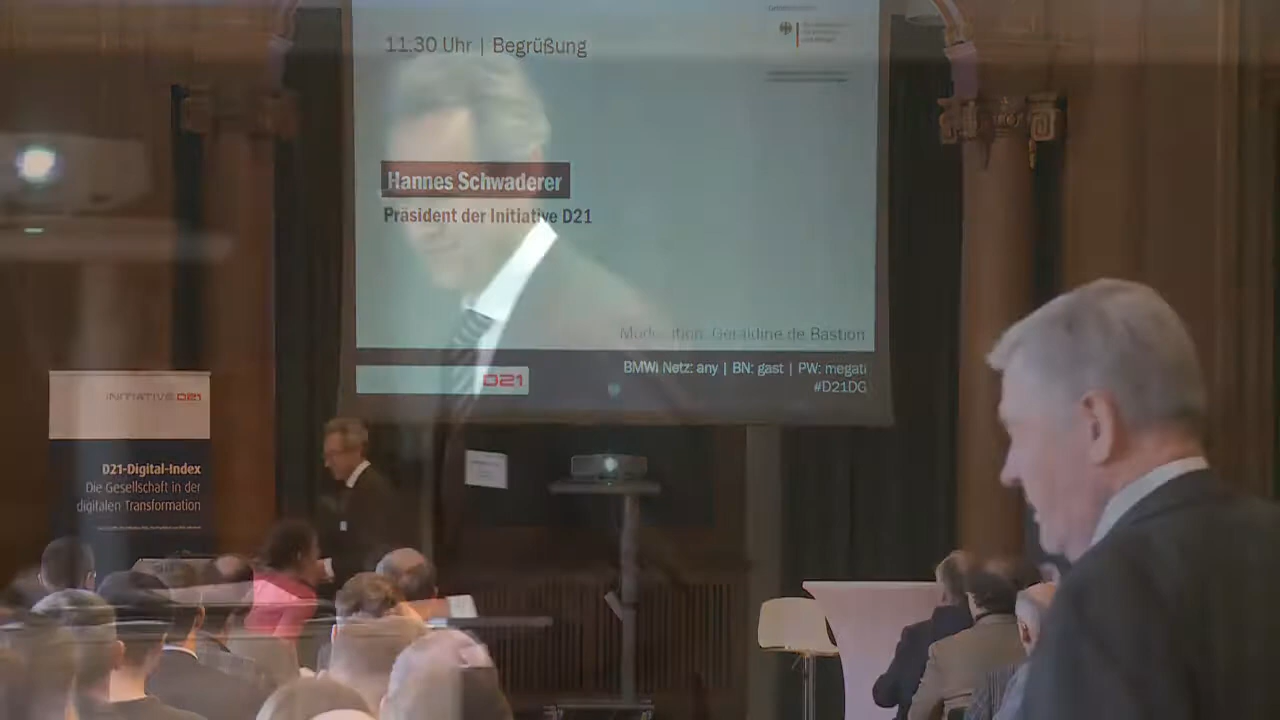 11.30 Uhr | Begrüßung
Hannes Schwaderer
Präsident der Initiative D21
Moderation: Geraldine de Bastion
D21
BMWi Netz: any | BN: gast | PW: megati
#D21DG
INITIATIVE D21
D21-Digital-Index
Die Gesellschaft in der
digitalen Transformation